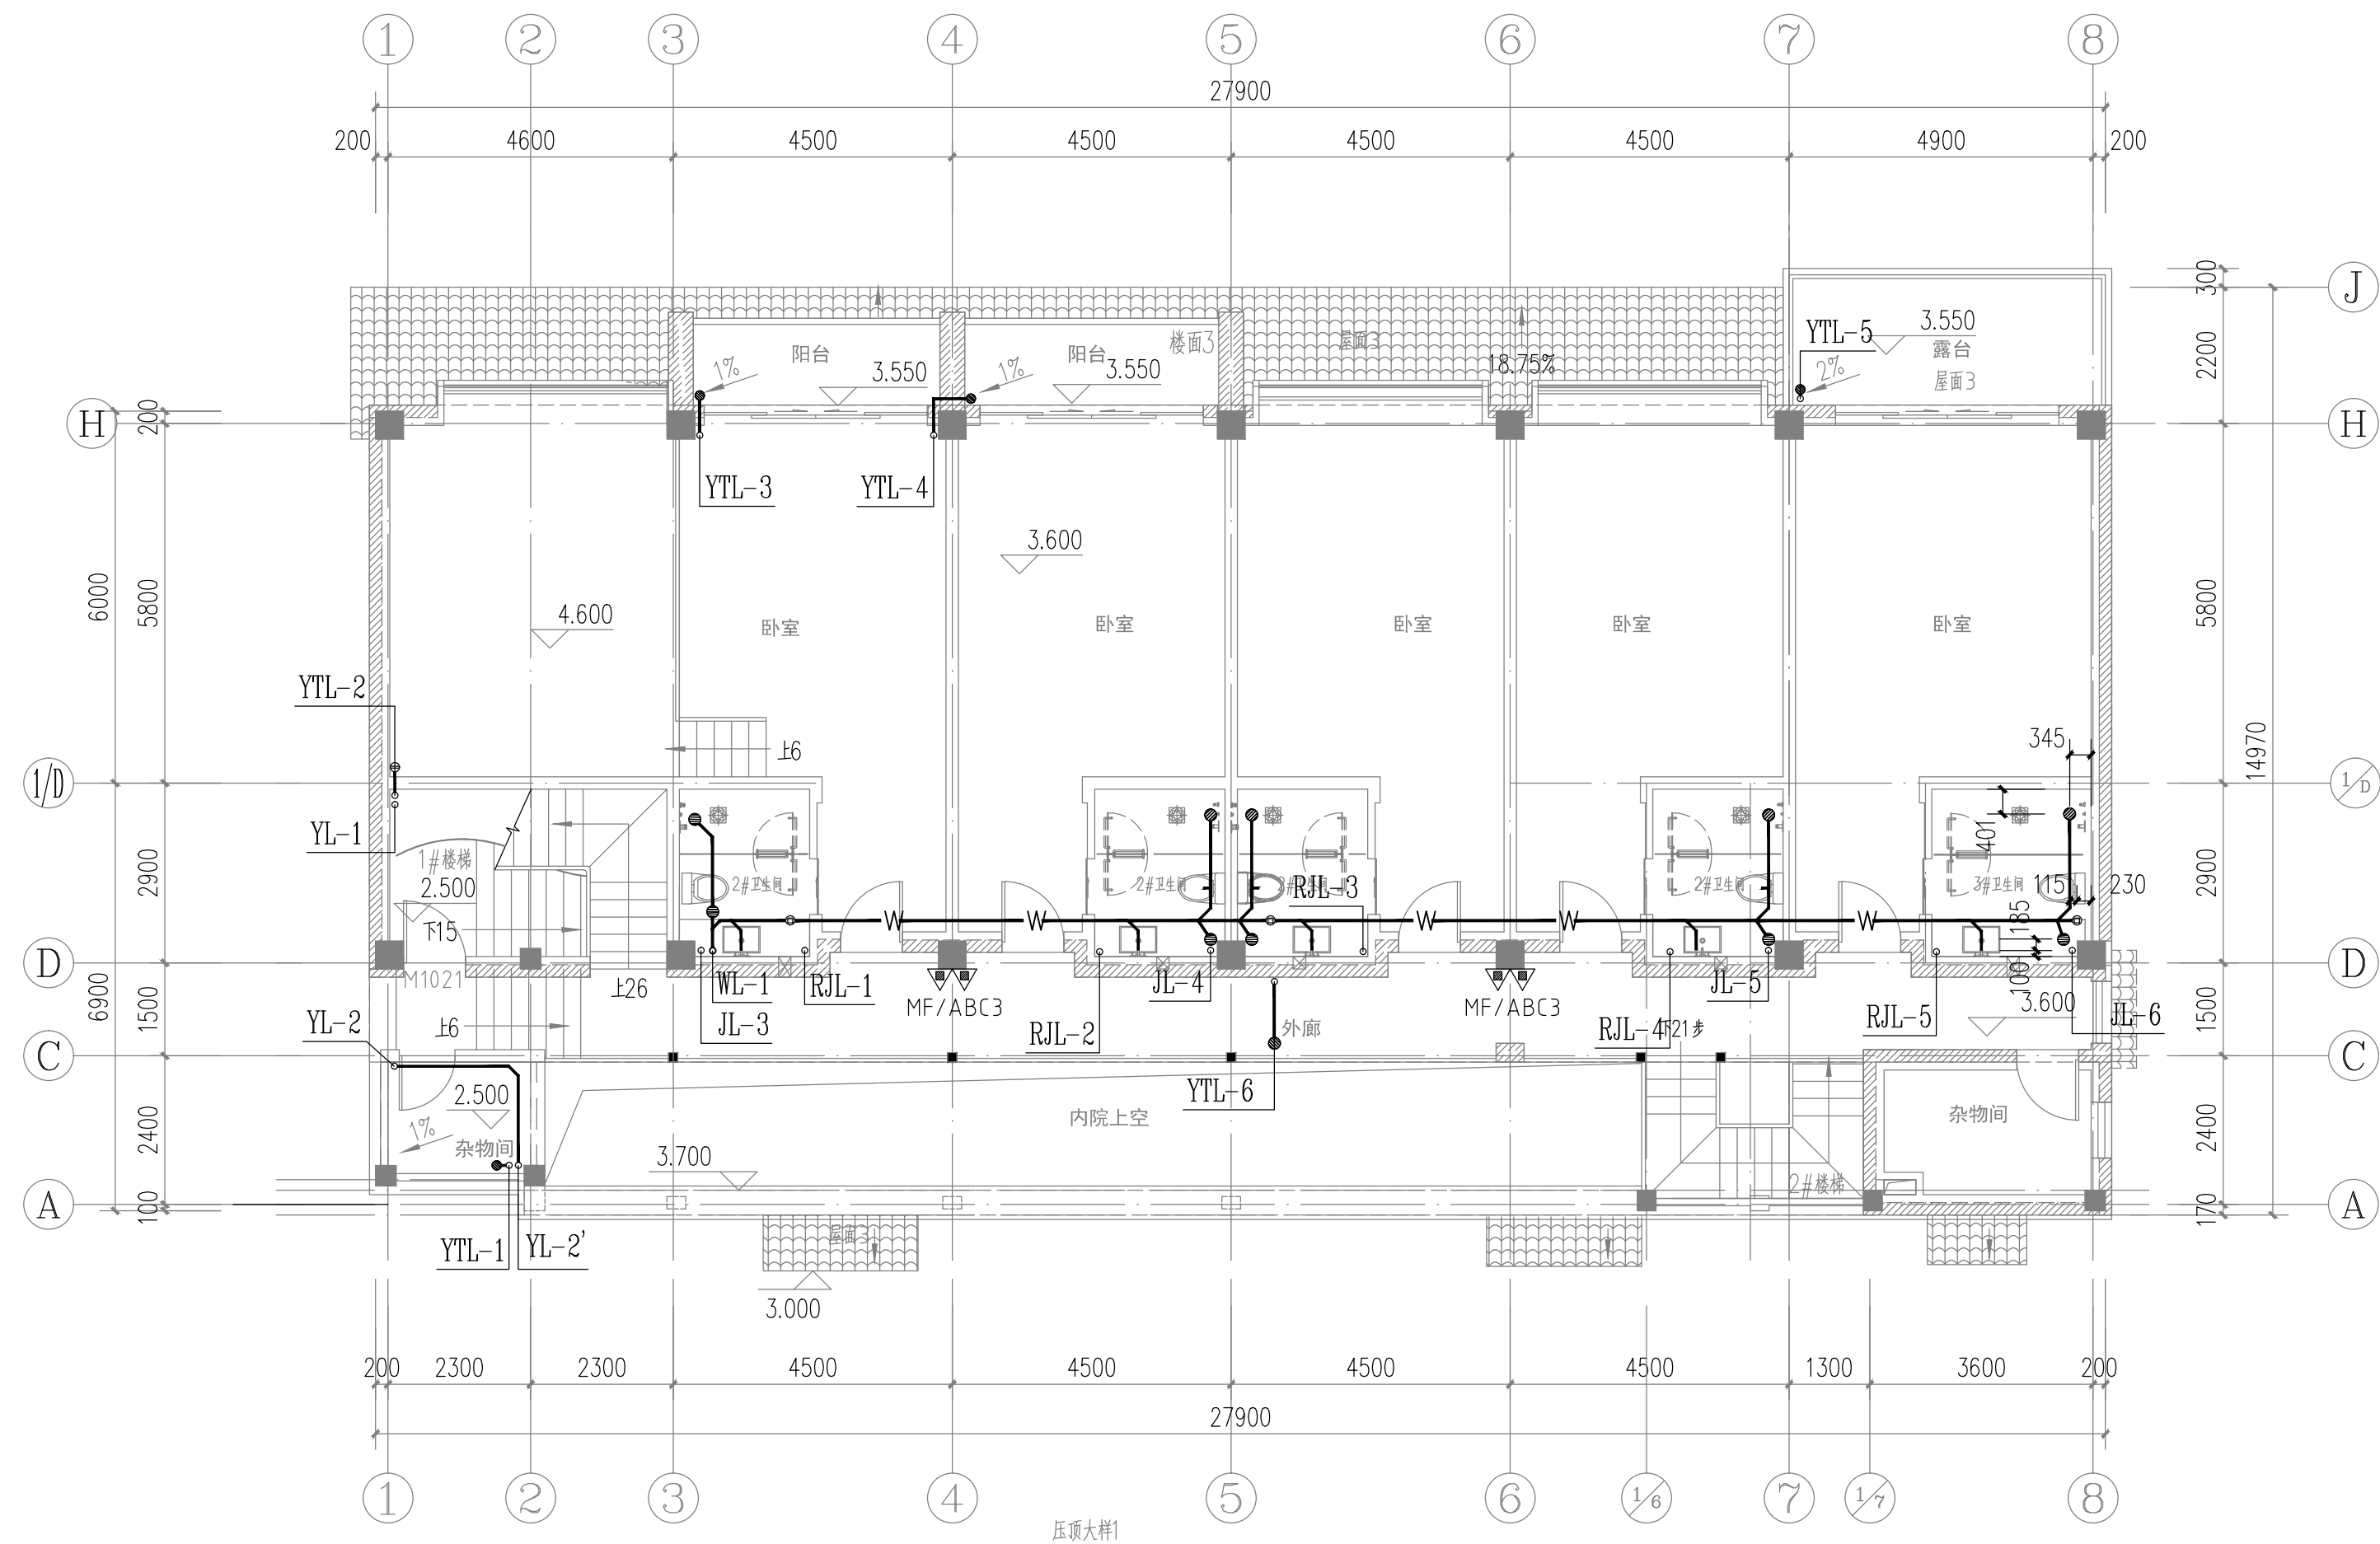 1 2 3 4 5 6 7 8
27900
200 4600 4500 4500 4500 4500 4900 200
J
300
2200
YTL-5
3.550
露台
2%
屋面3
阳台
3.550
1%
阳台
3.550
1%
楼面3
屋面3
18.75%
H
200
H
YTL-3
YTL-4
3.600
6000
5800
4.600
卧室
卧室
卧室
卧室
卧室
5800
14970
YTL-2
345
上6
1/D
1/D
YL-1
401
1#楼梯
2.500
2900
2#卫生间
2#卫生间
RJL-3
2#卫生间
2#卫生间
3#卫生间
115
230
2900
下15
W W W W W
185
100
D
D
M1021
上26
WL-1
RJL-1
JL-4
JL-5
MF/ABC3
MF/ABC3
3.600
6900
1500
YL-2
上6
JL-3
RJL-2
外廊
RJL-4
下21步
RJL-5
JL-6
1500
C
C
2.500
1%
杂物间
YTL-6
内院上空
杂物间
2400
2400
3.700
2#楼梯
A
100
170
A
YTL-1
YL-2'
屋面3
3.000
200 2300 2300 4500 4500 4500 4500 1300 3600 200
27900
1 2 3 4 5 6 1/6 7 1/7 8
压顶大样1